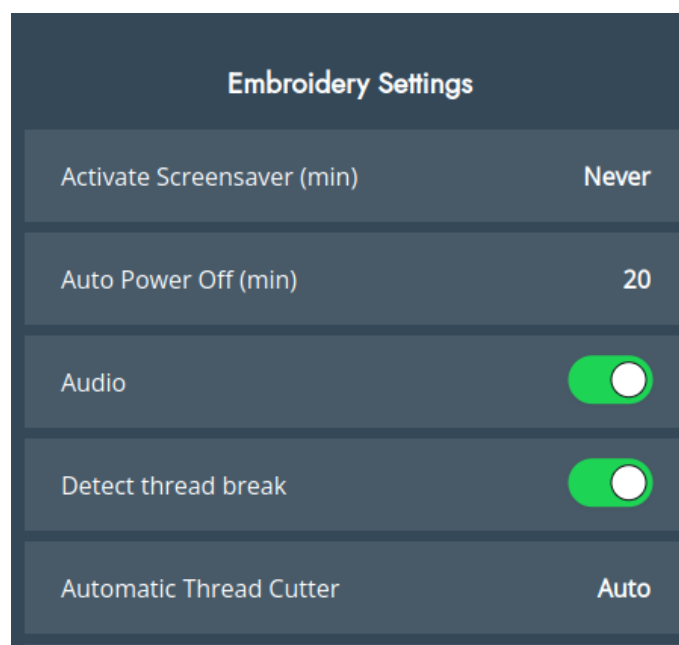 Embroidery Settings
Activate Screensaver (min) Never
Auto Power Off (min) 20
Audio
Detect thread break
Automatic Thread Cutter Auto